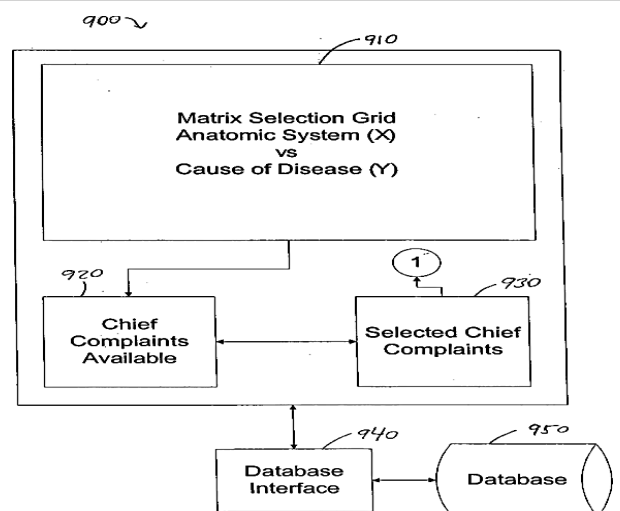 900
910
Matrix Selection Grid
Anatomic System (X)
vs
Cause of Disease (Y)
1
920
930
Chief
Complaints
Available
Selected Chief
Complaints
940
950
Database
Interface
Database